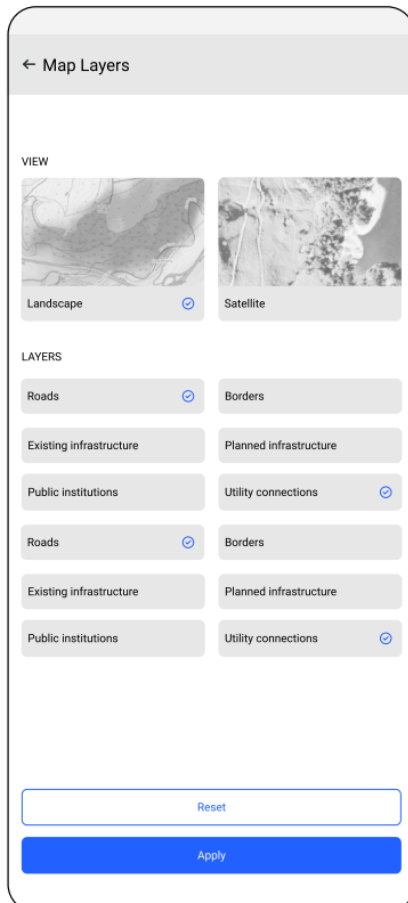 Map Layers
VIEW
Landscape
Satellite
LAYERS
Roads
Borders
Existing infrastructure
Planned infrastructure
Public institutions
Utility connections
Roads
Borders
Existing infrastructure
Planned infrastructure
Public institutions
Utility connections
Reset
Apply